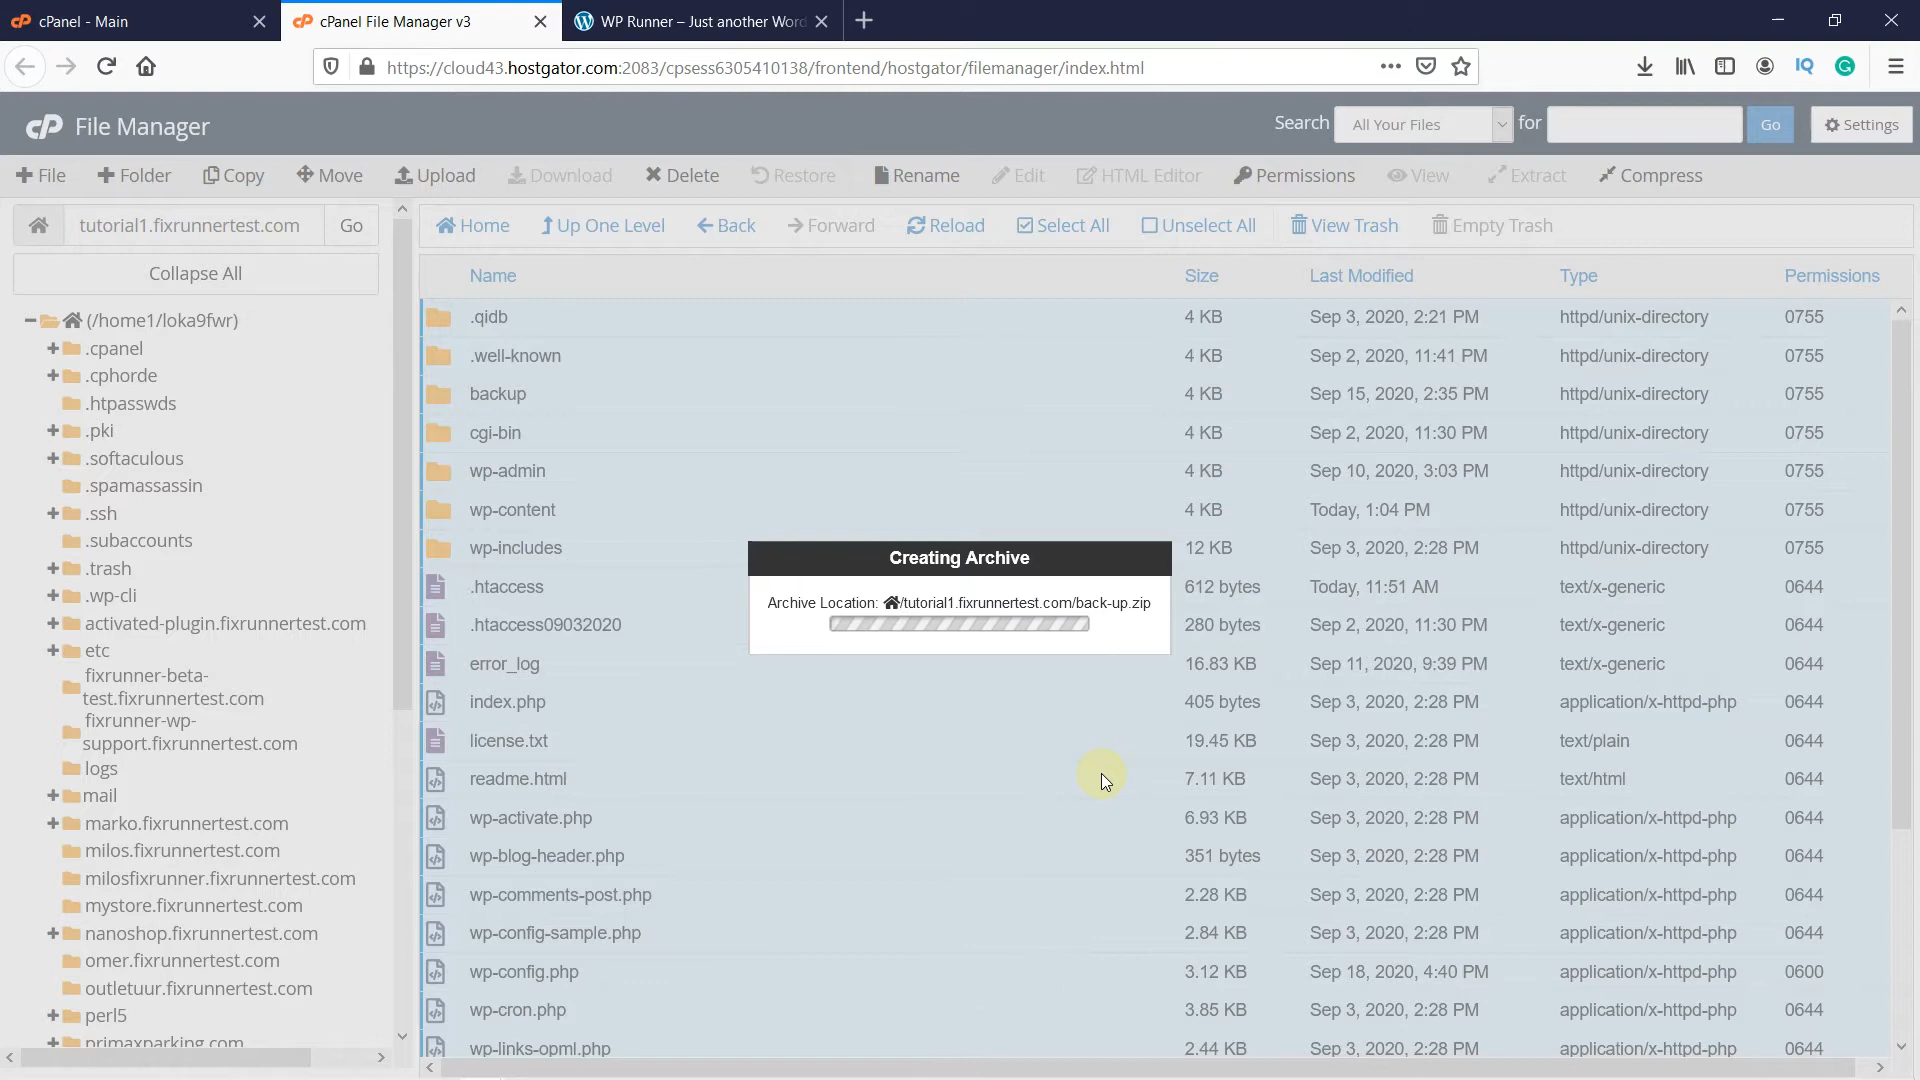 cPanel - Main
cPanel File Manager v3
WP Runner – Just another Word
https://cloud43.hostgator.com:2083/cpsess6305410138/frontend/hostgator/filemanager/index.html
IQ
cP File Manager
Search All Your Files for Go Settings
File Folder Copy Move Upload Download Delete Restore Rename Edit HTML Editor Permissions View Extract Compress
tutorial1.fixrunnertest.com Go
Home Up One Level Back Forward Reload Select All Unselect All View Trash Empty Trash
Collapse All
(/home1/loka9fwr)
.cpanel
.cphorde
.htpasswds
.pki
.softaculous
.spamassassin
.ssh
.subaccounts
.trash
.wp-cli
activated-plugin.fixrunnertest.com
etc
fixrunner-beta-
test.fixrunnertest.com
fixrunner-wp-
support.fixrunnertest.com
logs
mail
marko.fixrunnertest.com
milos.fixrunnertest.com
milosfixrunner.fixrunnertest.com
mystore.fixrunnertest.com
nanoshop.fixrunnertest.com
omer.fixrunnertest.com
outletuur.fixrunnertest.com
perl5
primaxparking.com
Name Size Last Modified Type Permissions
.qidb 4 KB Sep 3, 2020, 2:21 PM httpd/unix-directory 0755
.well-known 4 KB Sep 2, 2020, 11:41 PM httpd/unix-directory 0755
backup 4 KB Sep 15, 2020, 2:35 PM httpd/unix-directory 0755
cgi-bin 4 KB Sep 2, 2020, 11:30 PM httpd/unix-directory 0755
wp-admin 4 KB Sep 10, 2020, 3:03 PM httpd/unix-directory 0755
wp-content 4 KB Today, 1:04 PM httpd/unix-directory 0755
wp-includes 12 KB Sep 3, 2020, 2:28 PM httpd/unix-directory 0755
.htaccess 612 bytes Today, 11:51 AM text/x-generic 0644
.htaccess09032020 280 bytes Sep 2, 2020, 11:30 PM text/x-generic 0644
error_log 16.83 KB Sep 11, 2020, 9:39 PM text/x-generic 0644
index.php 405 bytes Sep 3, 2020, 2:28 PM application/x-httpd-php 0644
license.txt 19.45 KB Sep 3, 2020, 2:28 PM text/plain 0644
readme.html 7.11 KB Sep 3, 2020, 2:28 PM text/html 0644
wp-activate.php 6.93 KB Sep 3, 2020, 2:28 PM application/x-httpd-php 0644
wp-blog-header.php 351 bytes Sep 3, 2020, 2:28 PM application/x-httpd-php 0644
wp-comments-post.php 2.28 KB Sep 3, 2020, 2:28 PM application/x-httpd-php 0644
wp-config-sample.php 2.84 KB Sep 3, 2020, 2:28 PM application/x-httpd-php 0644
wp-config.php 3.12 KB Sep 18, 2020, 4:40 PM application/x-httpd-php 0600
wp-cron.php 3.85 KB Sep 3, 2020, 2:28 PM application/x-httpd-php 0644
wp-links-opml.php 2.44 KB Sep 3, 2020, 2:28 PM application/x-httpd-php 0644
Creating Archive
Archive Location: /tutorial1.fixrunnertest.com/back-up.zip